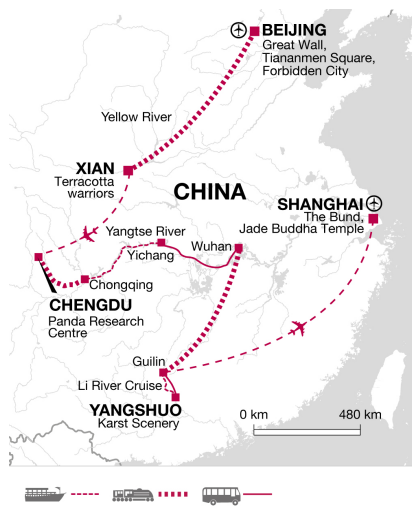 BEIJING
Great Wall,
Tiananmen Square,
Forbidden City
Yellow River
XIAN
Terracotta
warriors
CHINA
SHANGHAI
The Bund,
Jade Buddha Temple
Yangtse River
Wuhan
Yichang
Chongqing
CHENGDU
Panda Research
Centre
Guilin
Li River Cruise
YANGSHUO
Karst Scenery
0 km 480 km